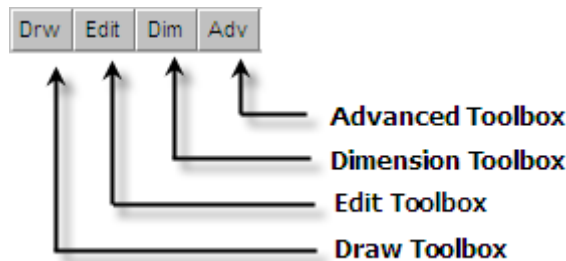 Drw Edit Dim Adv
Advanced Toolbox
Dimension Toolbox
Edit Toolbox
Draw Toolbox